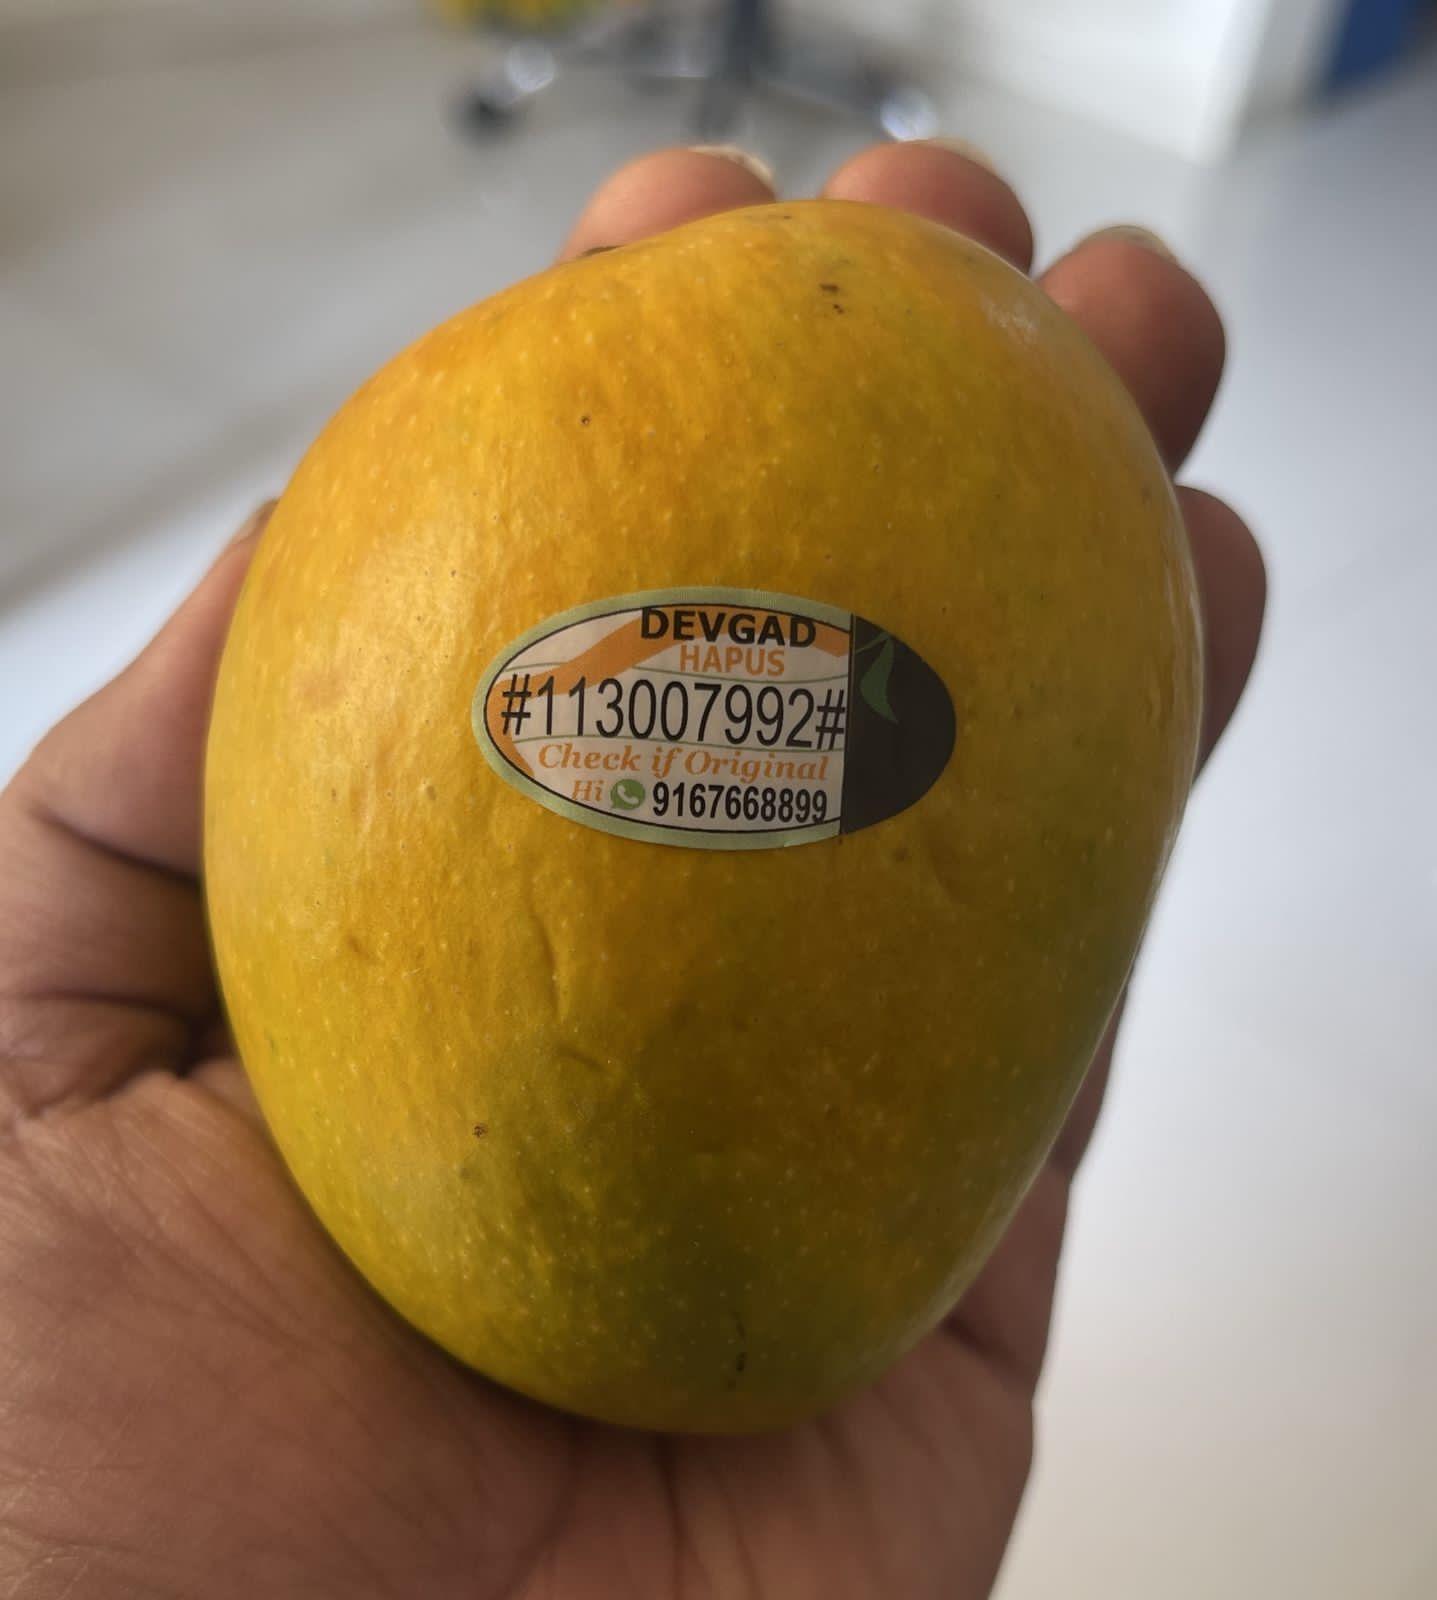 DEVGAD
HAPUS
#113007992#
Check if Original
Hi 9167668899